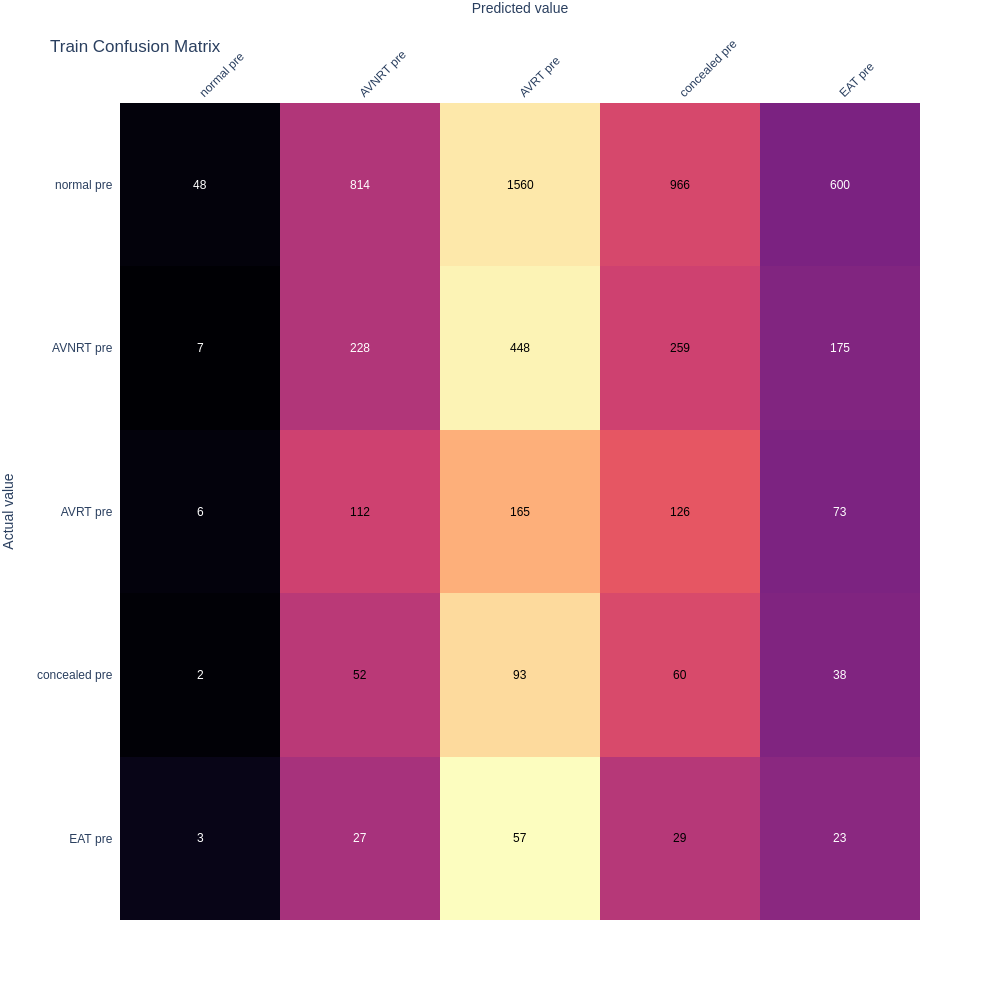 Predicted value
Train Confusion Matrix
normal pre AVNRT pre AVRT pre concealed pre EAT pre
normal pre 48 814 1560 966 600
AVNRT pre 7 228 448 259 175
AVRT pre 6 112 165 126 73
concealed pre 2 52 93 60 38
EAT pre 3 27 57 29 23
Actual value